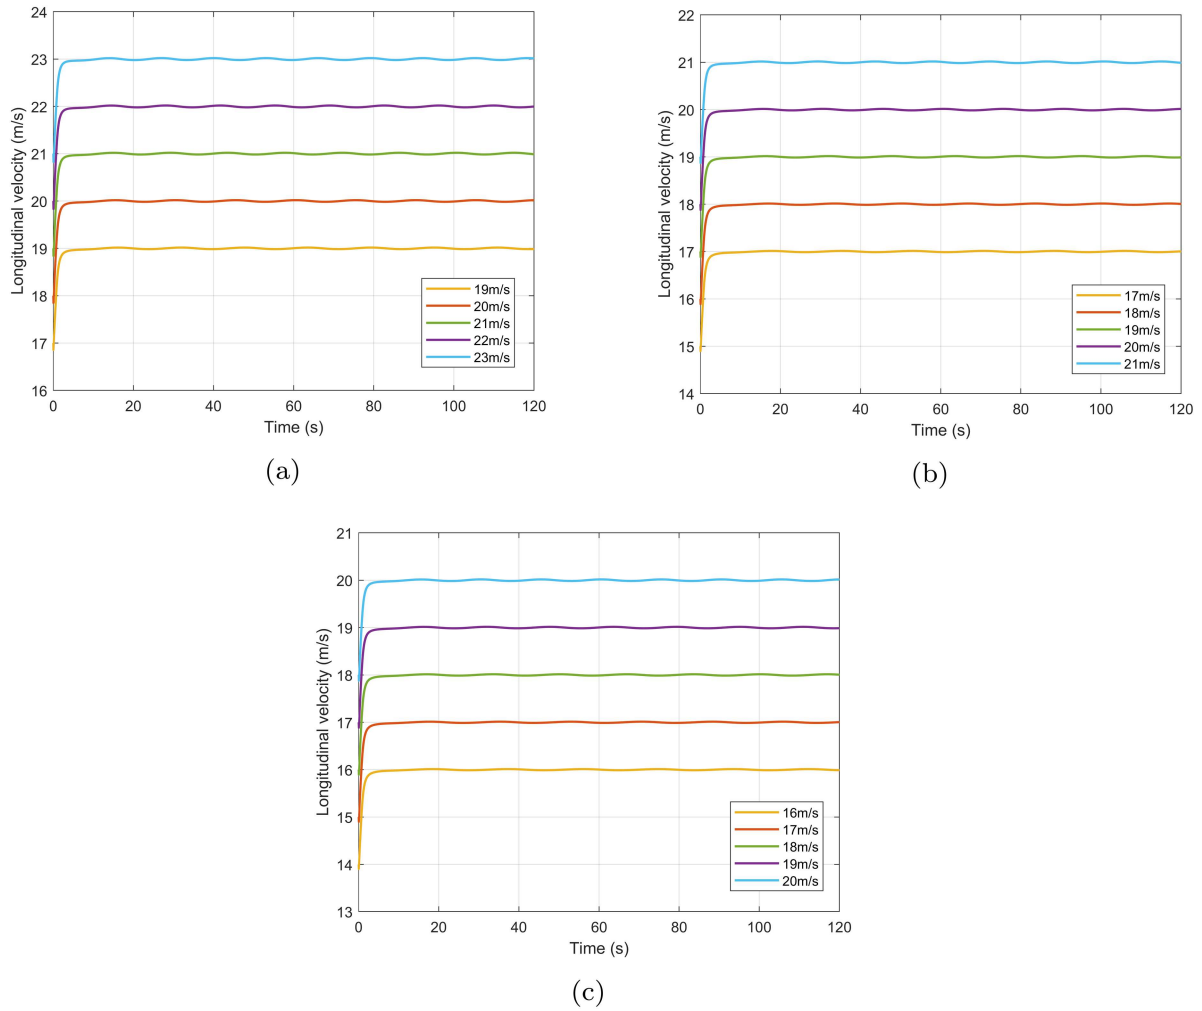 24
23
22
21
20
19
18
17
16
Longitudinal velocity (m/s)
19m/s
20m/s
21m/s
22m/s
23m/s
0 20 40 60 80 100 120
Time (s)
(a)
22
21
20
19
18
17
16
15
14
Longitudinal velocity (m/s)
17m/s
18m/s
19m/s
20m/s
21m/s
0 20 40 60 80 100 120
Time (s)
(b)
21
20
19
18
17
16
15
14
13
Longitudinal velocity (m/s)
16m/s
17m/s
18m/s
19m/s
20m/s
0 20 40 60 80 100 120
Time (s)
(c)